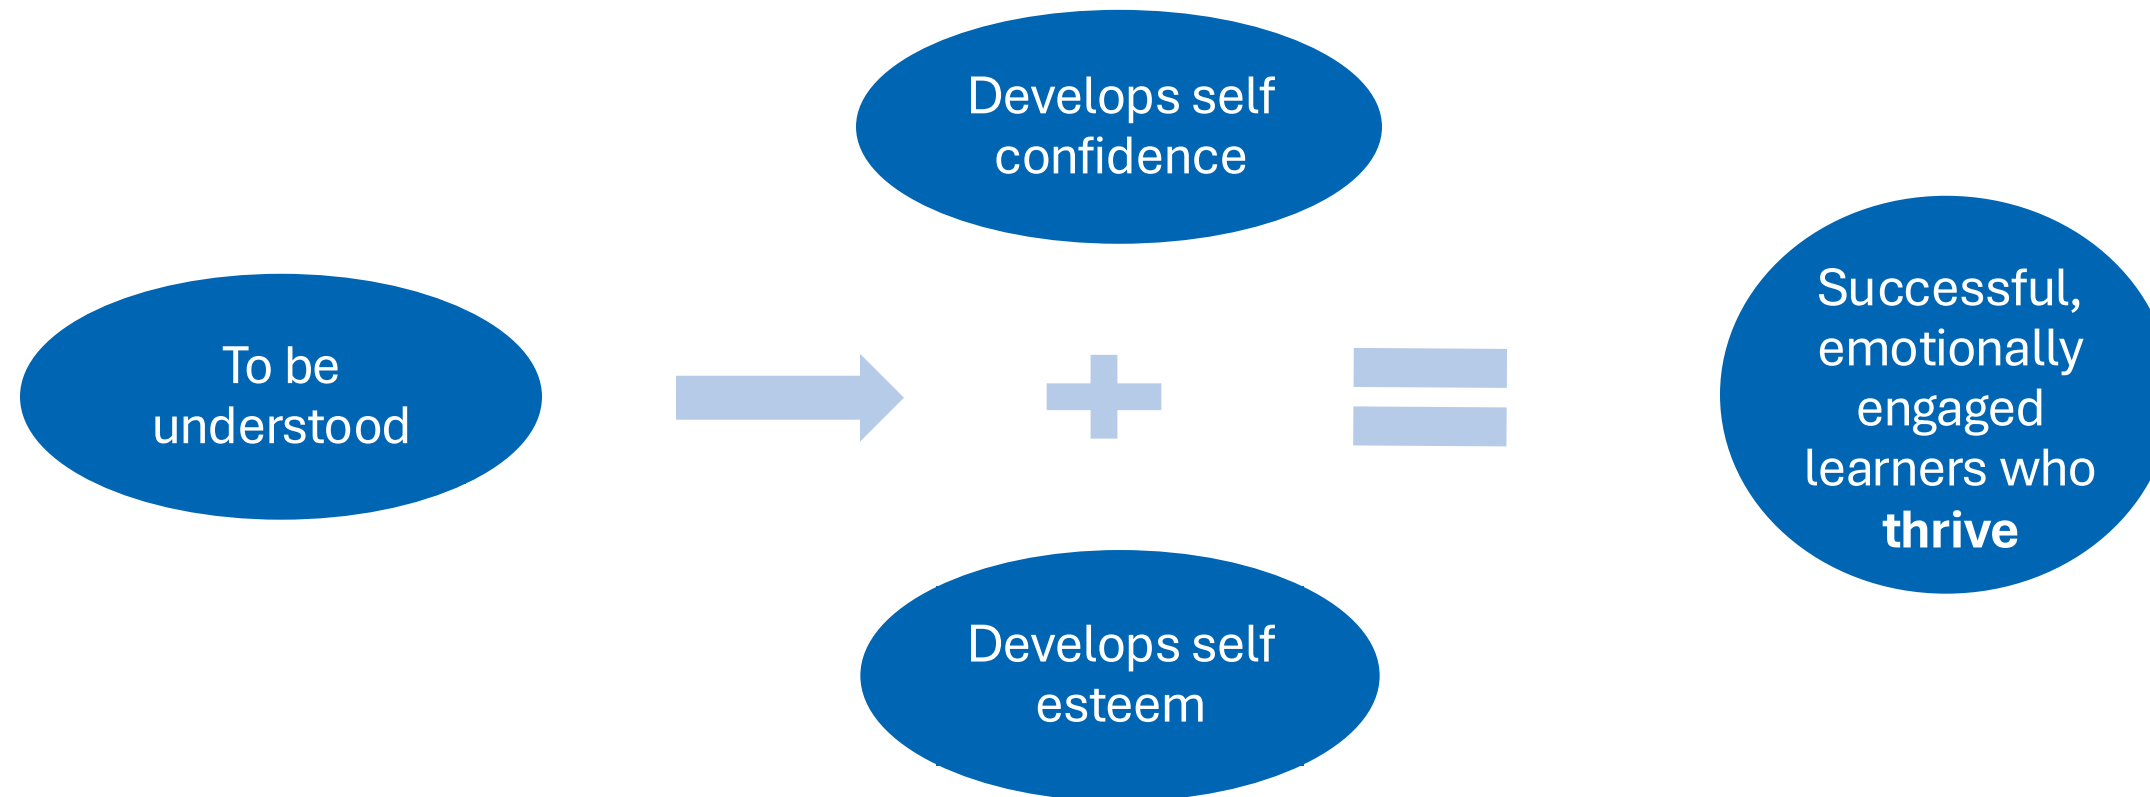 To be
understood
Develops self
confidence
Develops self
esteem
Successful,
emotionally
engaged
learners who
thrive